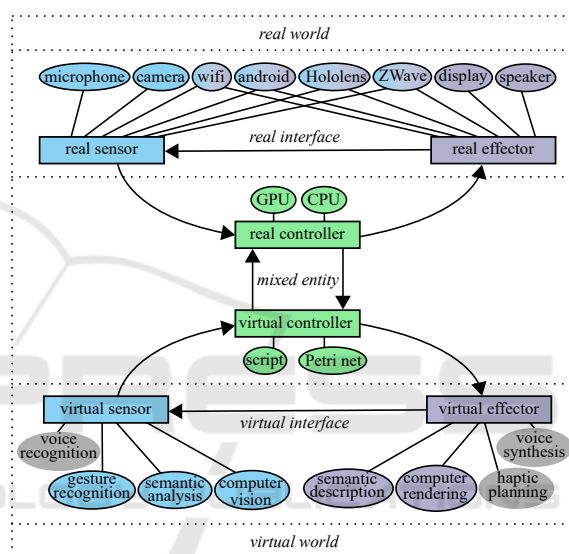 real world
microphone camera wifi android Hololens ZWave display speaker
real interface
real sensor real effector
GPU CPU
real controller
mixed entity
virtual controller
script Petri net
virtual sensor virtual effector
virtual interface
voice
recognition
voice
synthesis
gesture
recognition
semantic
analysis
computer
vision
semantic
description
computer
rendering
haptic
planning
virtual world